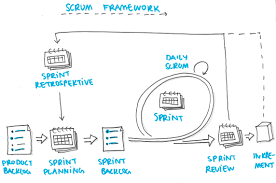 SCRUM FRAMEWORK
DAILY
SCRUM
SPRINT
RETROSPEKTIVE
SPRINT
PRODUCT
BACKLOG
SPRINT
PLANNING
SPRINT
BACKLOG
SPRINT
REVIEW
INKRE-
MENT